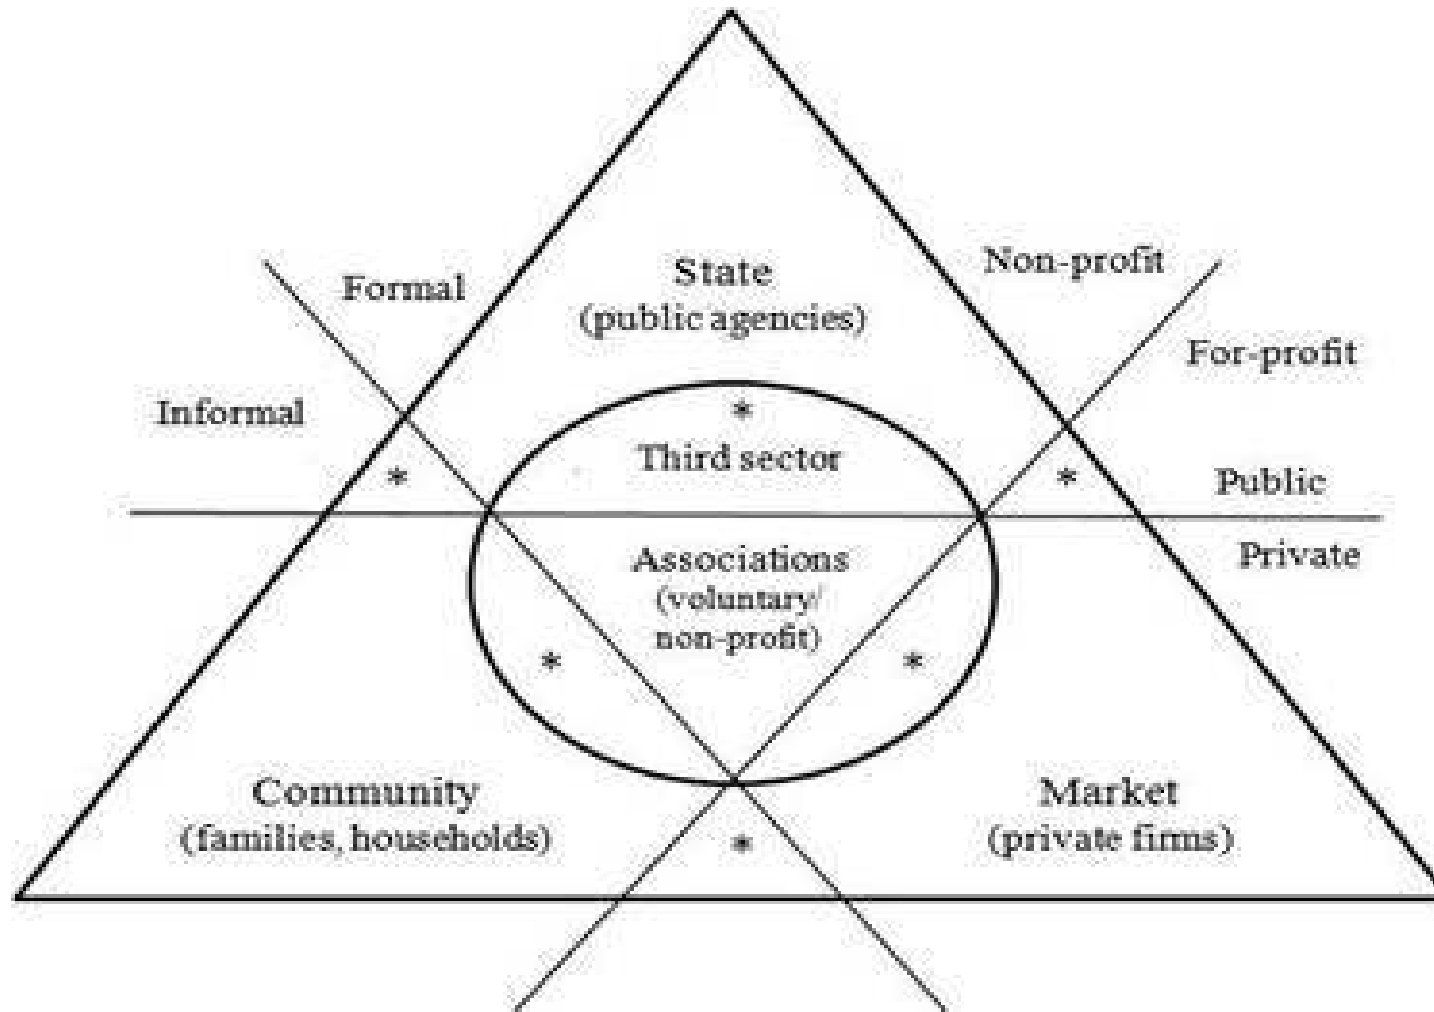 State
(public agencies)
Formal
Non-profit
For-profit
Informal
*
Third sector
*
*
Public
Associations
(voluntary/
non-profit)
Private
*
*
Community
(families, households)
Market
(private firms)
*